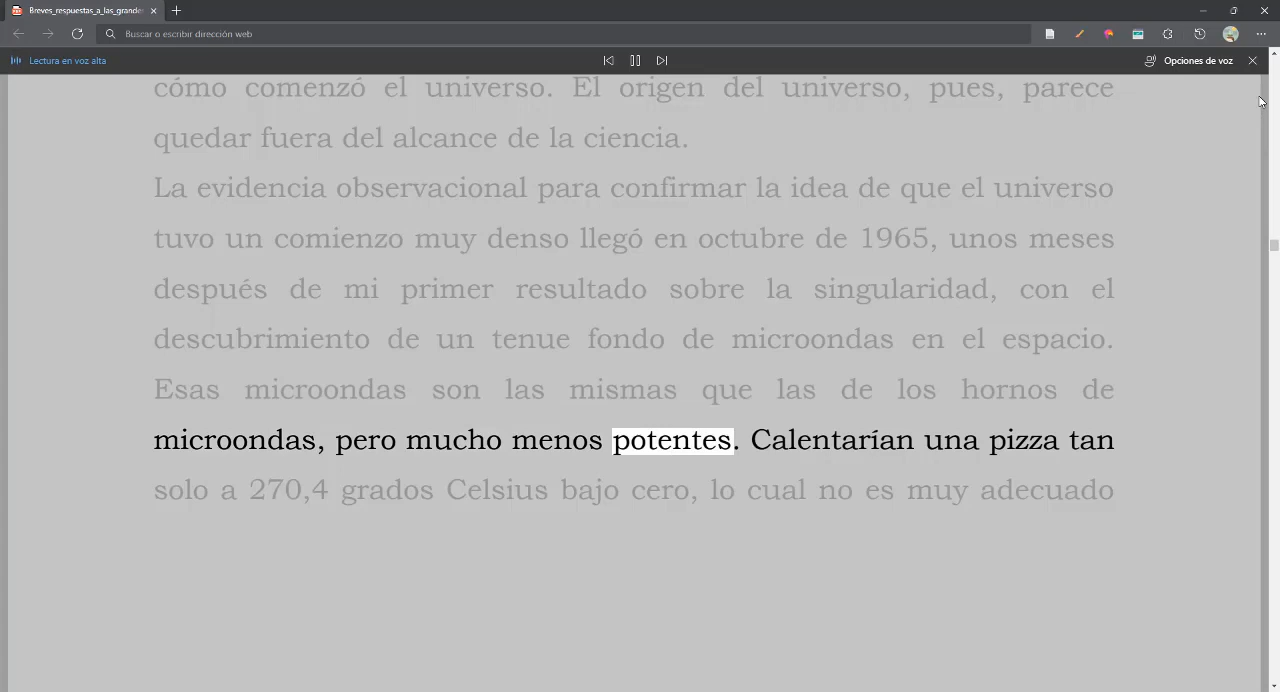 Breves_respuestas_a_las_grande
Buscar o escribir dirección web
Lectura en voz alta
Opciones de voz
cómo comenzó el universo. El origen del universo, pues, parece
quedar fuera del alcance de la ciencia.
La evidencia observacional para confirmar la idea de que el universo
tuvo un comienzo muy denso llegó en octubre de 1965, unos meses
después de mi primer resultado sobre la singularidad, con el
descubrimiento de un tenue fondo de microondas en el espacio.
Esas microondas son las mismas que las de los hornos de
microondas, pero mucho menos potentes. Calentarían una pizza tan
solo a 270,4 grados Celsius bajo cero, lo cual no es muy adecuado